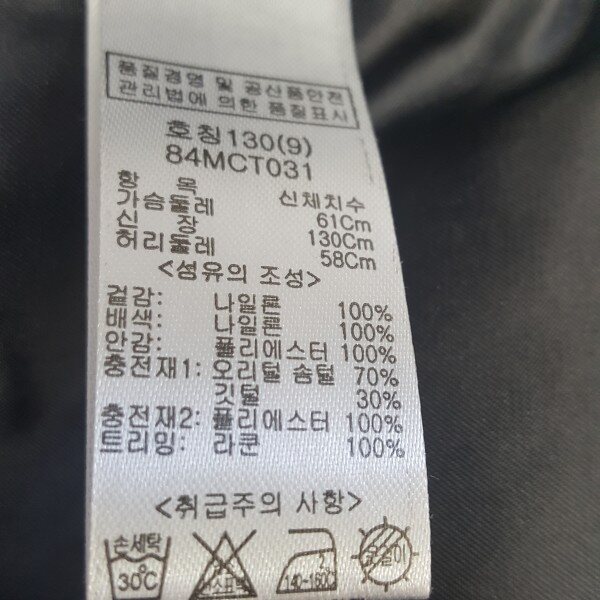 품질경영 및 공산품안전
관리법에 의한 품질표시
호칭130(9)
84MCT031
항 목 신체치수
가슴둘레 61Cm
신 장 130Cm
허리둘레 58Cm
<섬유의 조성>
겉감: 나일론 100%
배색: 나일론 100%
안감: 폴리에스터 100%
충전재1: 오리털 솜털 70%
깃털 30%
충전재2: 폴리에스터 100%
트리밍: 라쿤 100%
<취급주의 사항>
손세탁
30℃
140~160℃